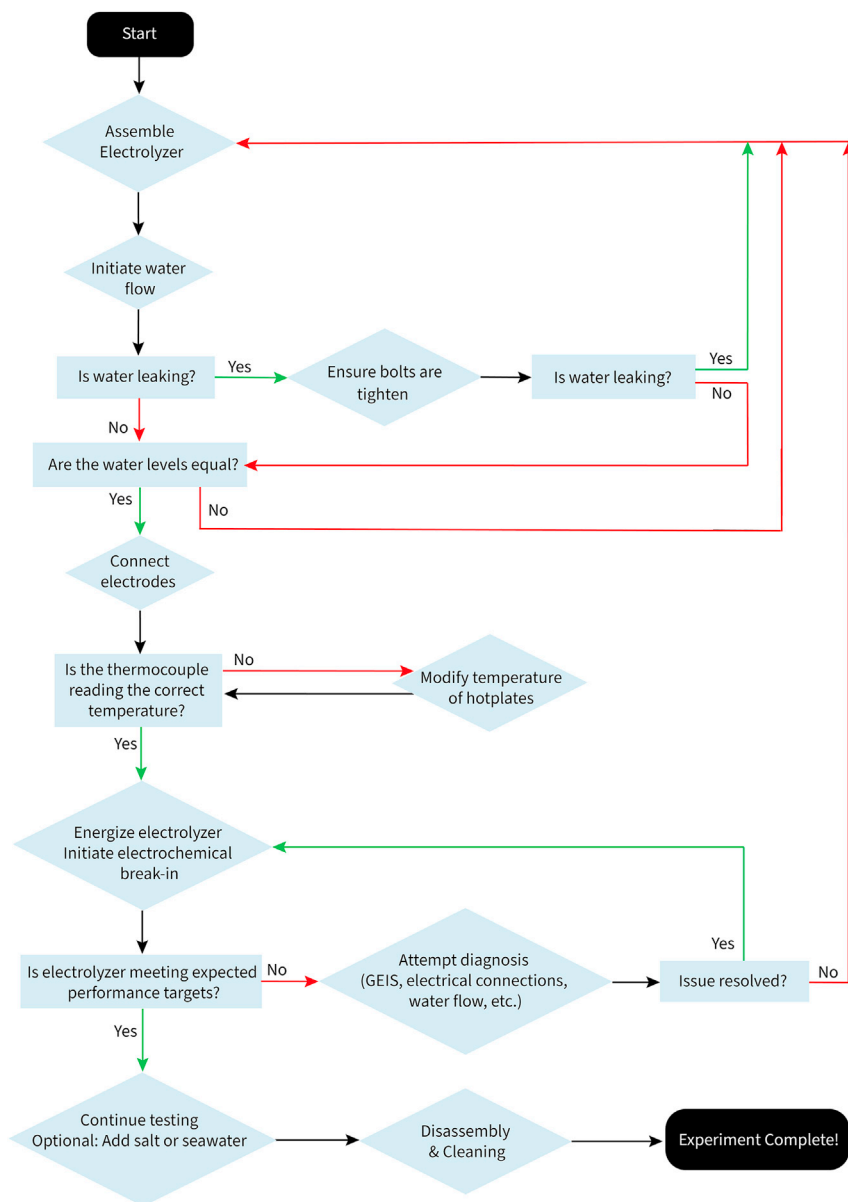 Start
Assemble
Electrolyzer
Initiate water
flow
Is water leaking?
Yes
Ensure bolts are
tighten
Is water leaking?
Yes
No
No
Are the water levels equal?
Yes
No
Connect
electrodes
Is the thermocouple
reading the correct
temperature?
No
Modify temperature
of hotplates
Yes
Energize electrolyzer
Initiate electrochemical
break-in
Is electrolyzer meeting expected
performance targets?
No
Attempt diagnosis
(GEIS, electrical connections,
water flow, etc.)
Yes
Issue resolved?
No
Yes
Continue testing
Optional: Add salt or seawater
Disassembly
& Cleaning
Experiment Complete!